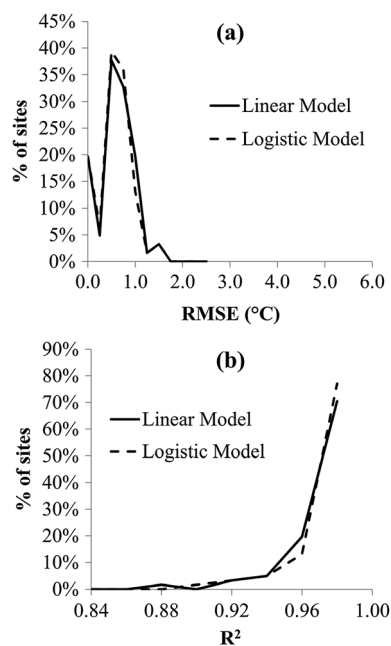 (a)
45%
40%
35%
30%
25%
20%
15%
10%
5%
0%
% of sites
Linear Model
Logistic Model
0.0 1.0 2.0 3.0 4.0 5.0 6.0
RMSE (°C)
(b)
90%
80%
70%
60%
50%
40%
30%
20%
10%
0%
% of sites
Linear Model
Logistic Model
0.84 0.88 0.92 0.96 1.00
R²